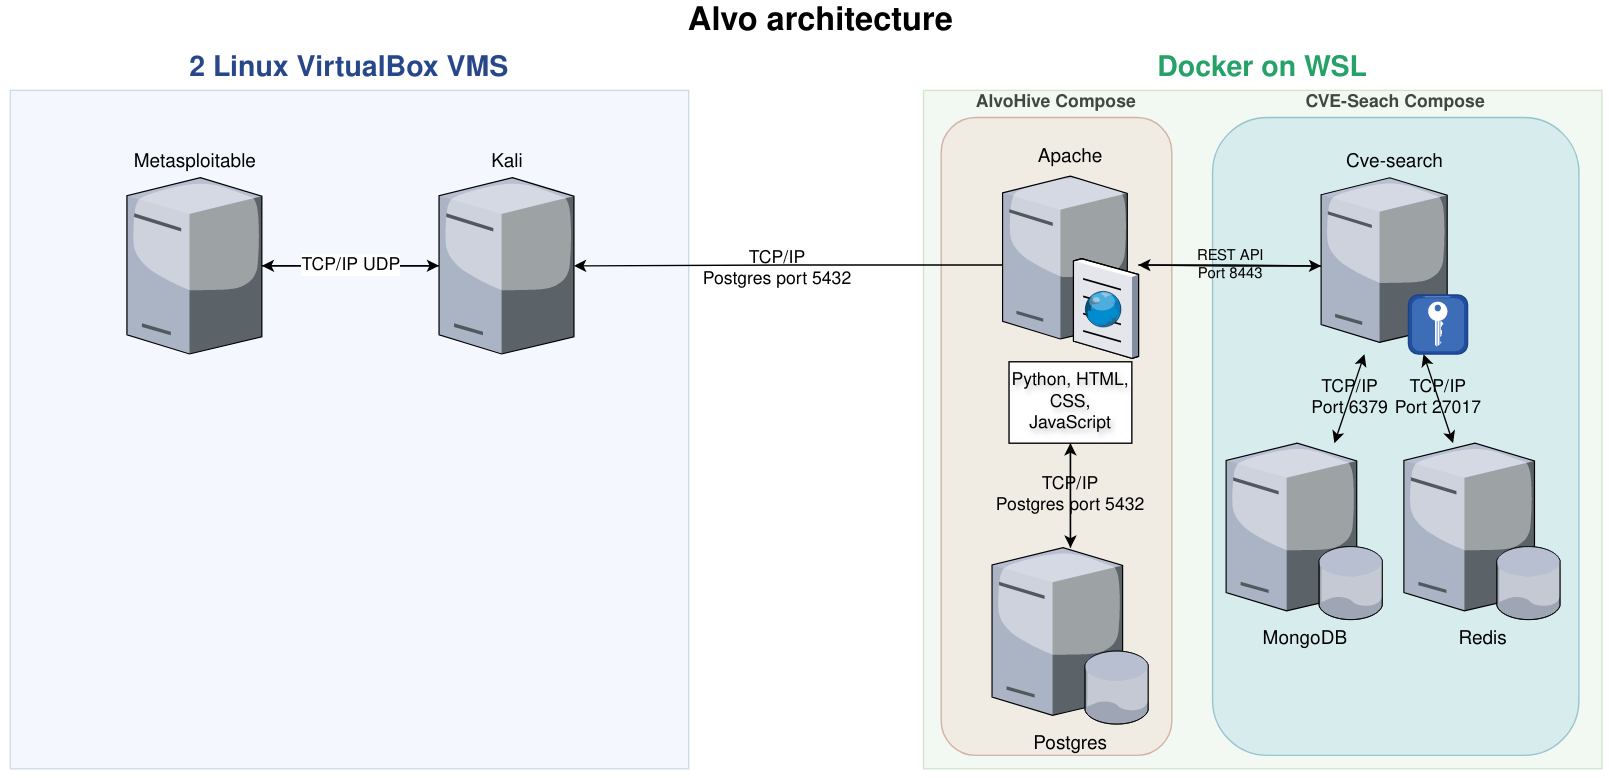 Alvo architecture
2 Linux VirtualBox VMS
Docker on WSL
AlvoHive Compose
CVE-Seach Compose
Metasploitable
Kali
Apache
Cve-search
TCP/IP UDP
TCP/IP
Postgres port 5432
REST API
Port 8443
Python, HTML,
CSS,
JavaScript
TCP/IP
Port 6379
TCP/IP
Port 27017
TCP/IP
Postgres port 5432
MongoDB
Redis
Postgres